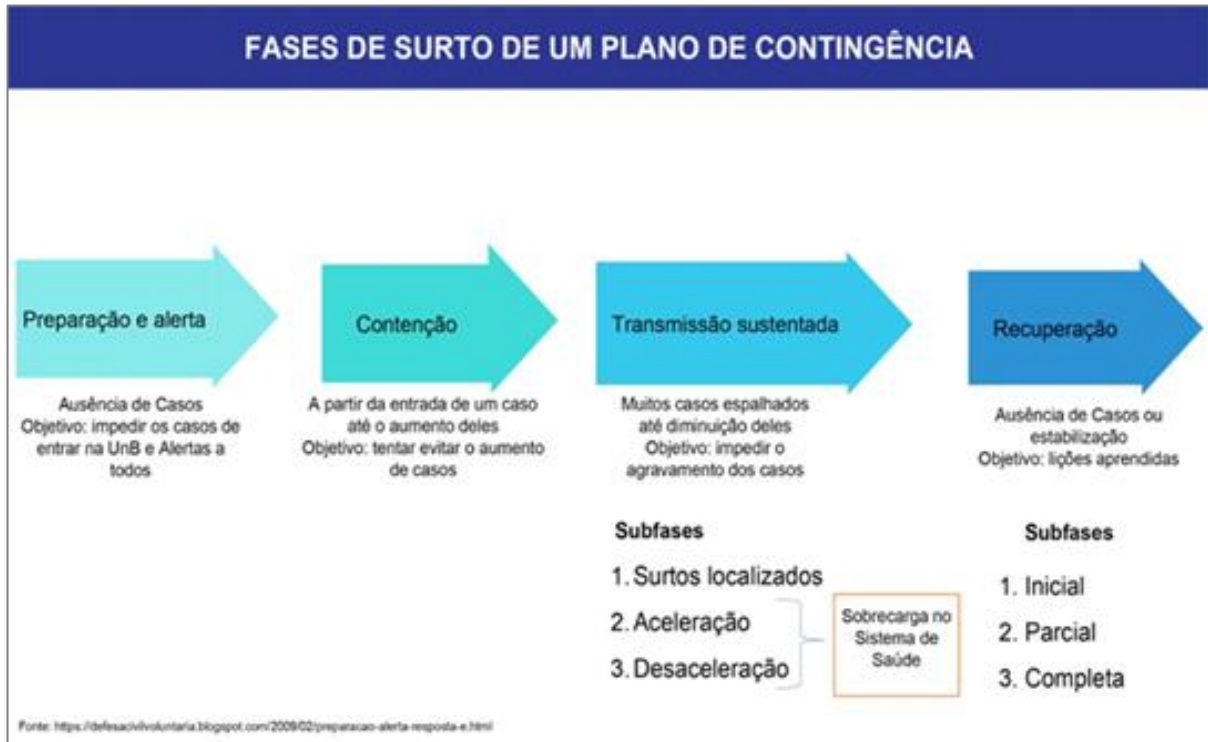 FASES DE SURTO DE UM PLANO DE CONTINGÊNCIA
Preparação e alerta
Ausência de Casos
Objetivo: impedir os casos de
entrar na UnB e Alertas a
todos
Contenção
A partir da entrada de um caso
até o aumento deles
Objetivo: tentar evitar o aumento
de casos
Transmissão sustentada
Muitos casos espalhados
até diminuição deles
Objetivo: impedir o
agravamento dos casos
Subfases
1. Surtos localizados
2. Aceleração
3. Desaceleração
Sobrecarga no
Sistema de
Saúde
Recuperação
Ausência de Casos ou
estabilização
Objetivo: lições aprendidas
Subfases
1. Inicial
2. Parcial
3. Completa
Fonte: https://defesacivilvoluntaria.blogspot.com/2009/02/preparacao-alerta-resposta-e.html